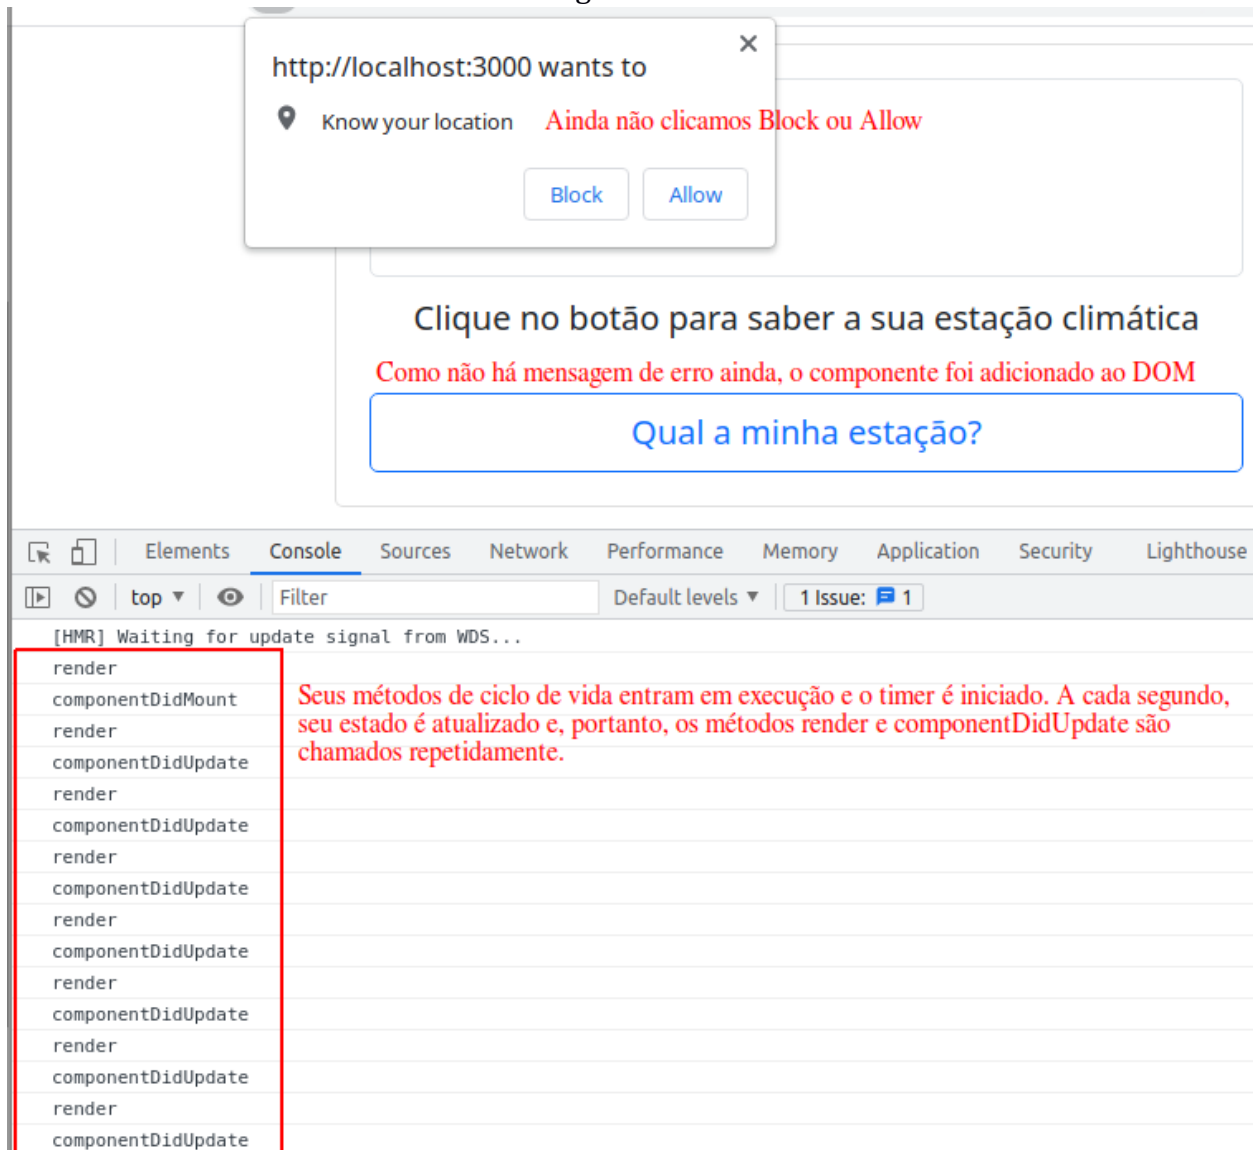 http://localhost:3000 wants to
Know your location
Ainda não clicamos Block ou Allow
Block
Allow
Clique no botão para saber a sua estação climática
Como não há mensagem de erro ainda, o componente foi adicionado ao DOM
Qual a minha estação?
Elements Console Sources Network Performance Memory Application Security Lighthouse
top Filter Default levels 1 Issue: 1
[HMR] Waiting for update signal from WDS...
render
componentDidMount
Seus métodos de ciclo de vida entram em execução e o timer é iniciado. A cada segundo,
seu estado é atualizado e, portanto, os métodos render e componentDidUpdate são
chamados repetidamente.
render
componentDidUpdate
render
componentDidUpdate
render
componentDidUpdate
render
componentDidUpdate
render
componentDidUpdate
render
componentDidUpdate
render
componentDidUpdate